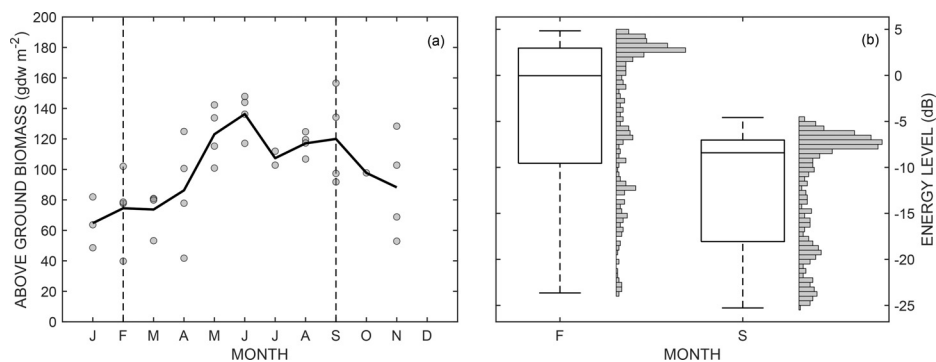 200
180
160
140
120
100
80
60
40
20
0
ABOVE GROUND BIOMASS (gdw m-2)
(a)
J F M A M J J A S O N D
MONTH
(b)
5
0
-5
-10
-15
-20
-25
ENERGY LEVEL (dB)
F S
MONTH